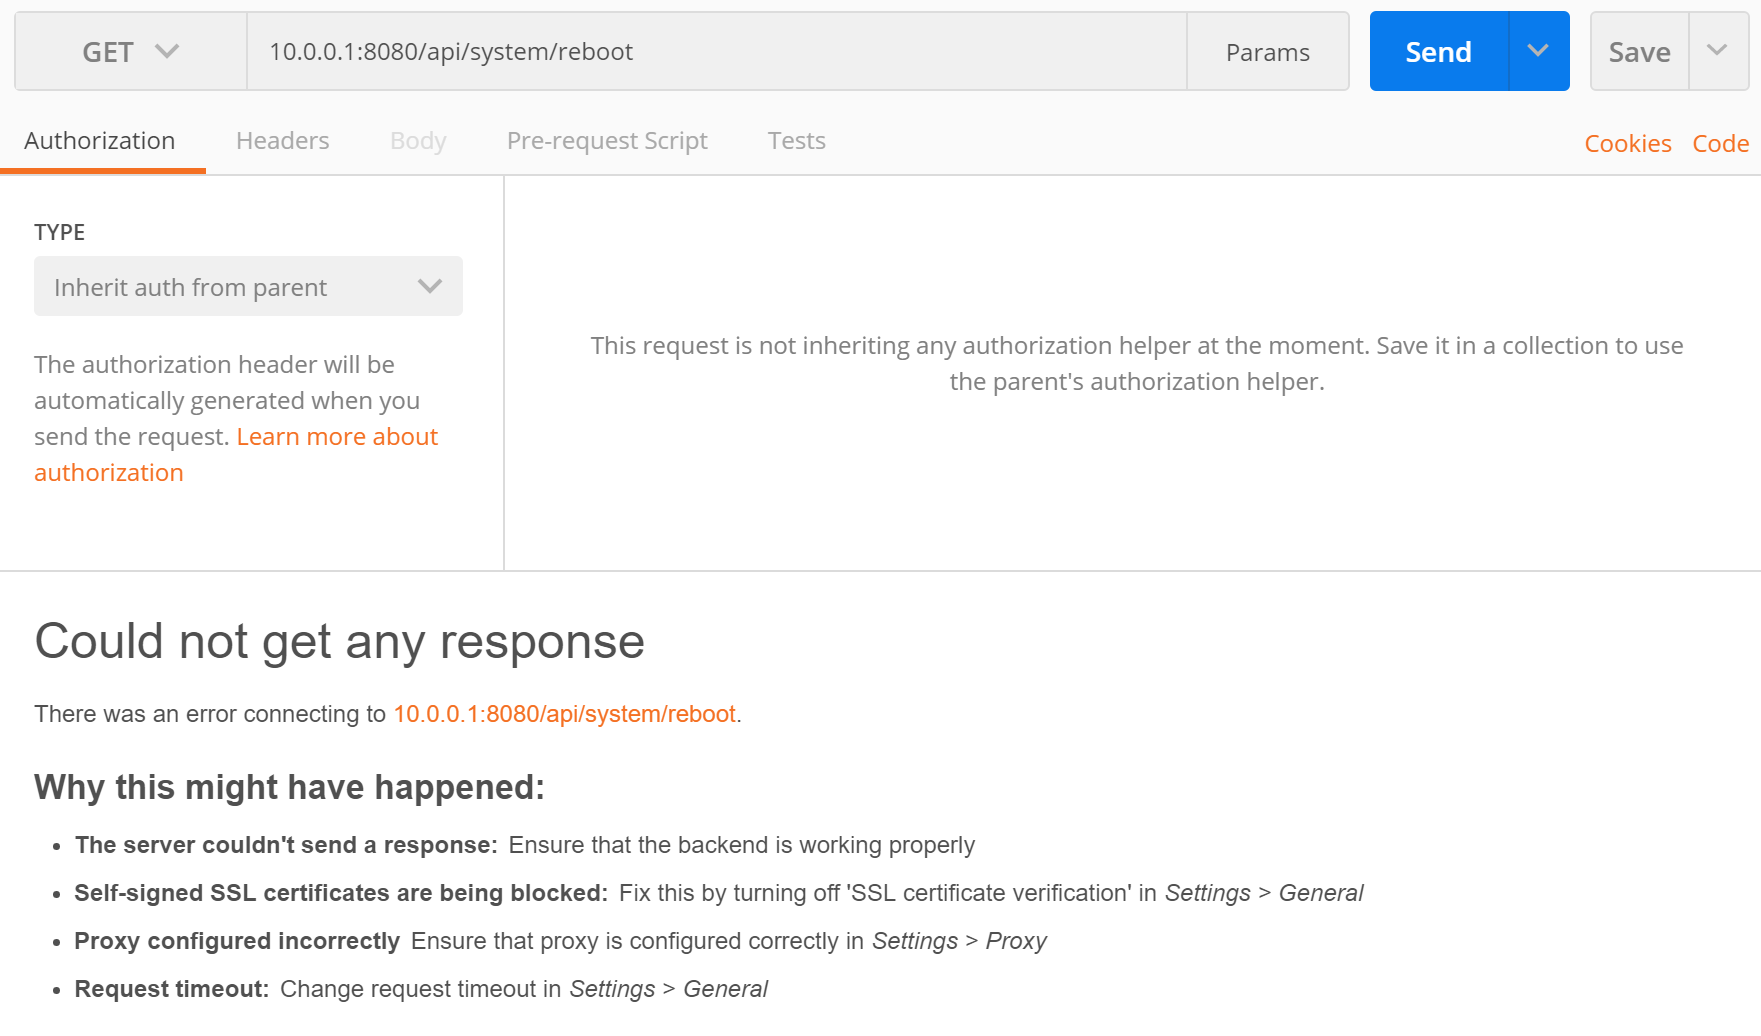 GET 10.0.0.1:8080/api/system/reboot Params Send Save
Authorization Headers Body Pre-request Script Tests Cookies Code
TYPE
Inherit auth from parent
The authorization header will be
automatically generated when you
send the request. Learn more about
authorization
This request is not inheriting any authorization helper at the moment. Save it in a collection to use
the parent's authorization helper.
Could not get any response
There was an error connecting to 10.0.0.1:8080/api/system/reboot.
Why this might have happened:
• The server couldn't send a response: Ensure that the backend is working properly
• Self-signed SSL certificates are being blocked: Fix this by turning off 'SSL certificate verification' in Settings > General
• Proxy configured incorrectly Ensure that proxy is configured correctly in Settings > Proxy
• Request timeout: Change request timeout in Settings > General